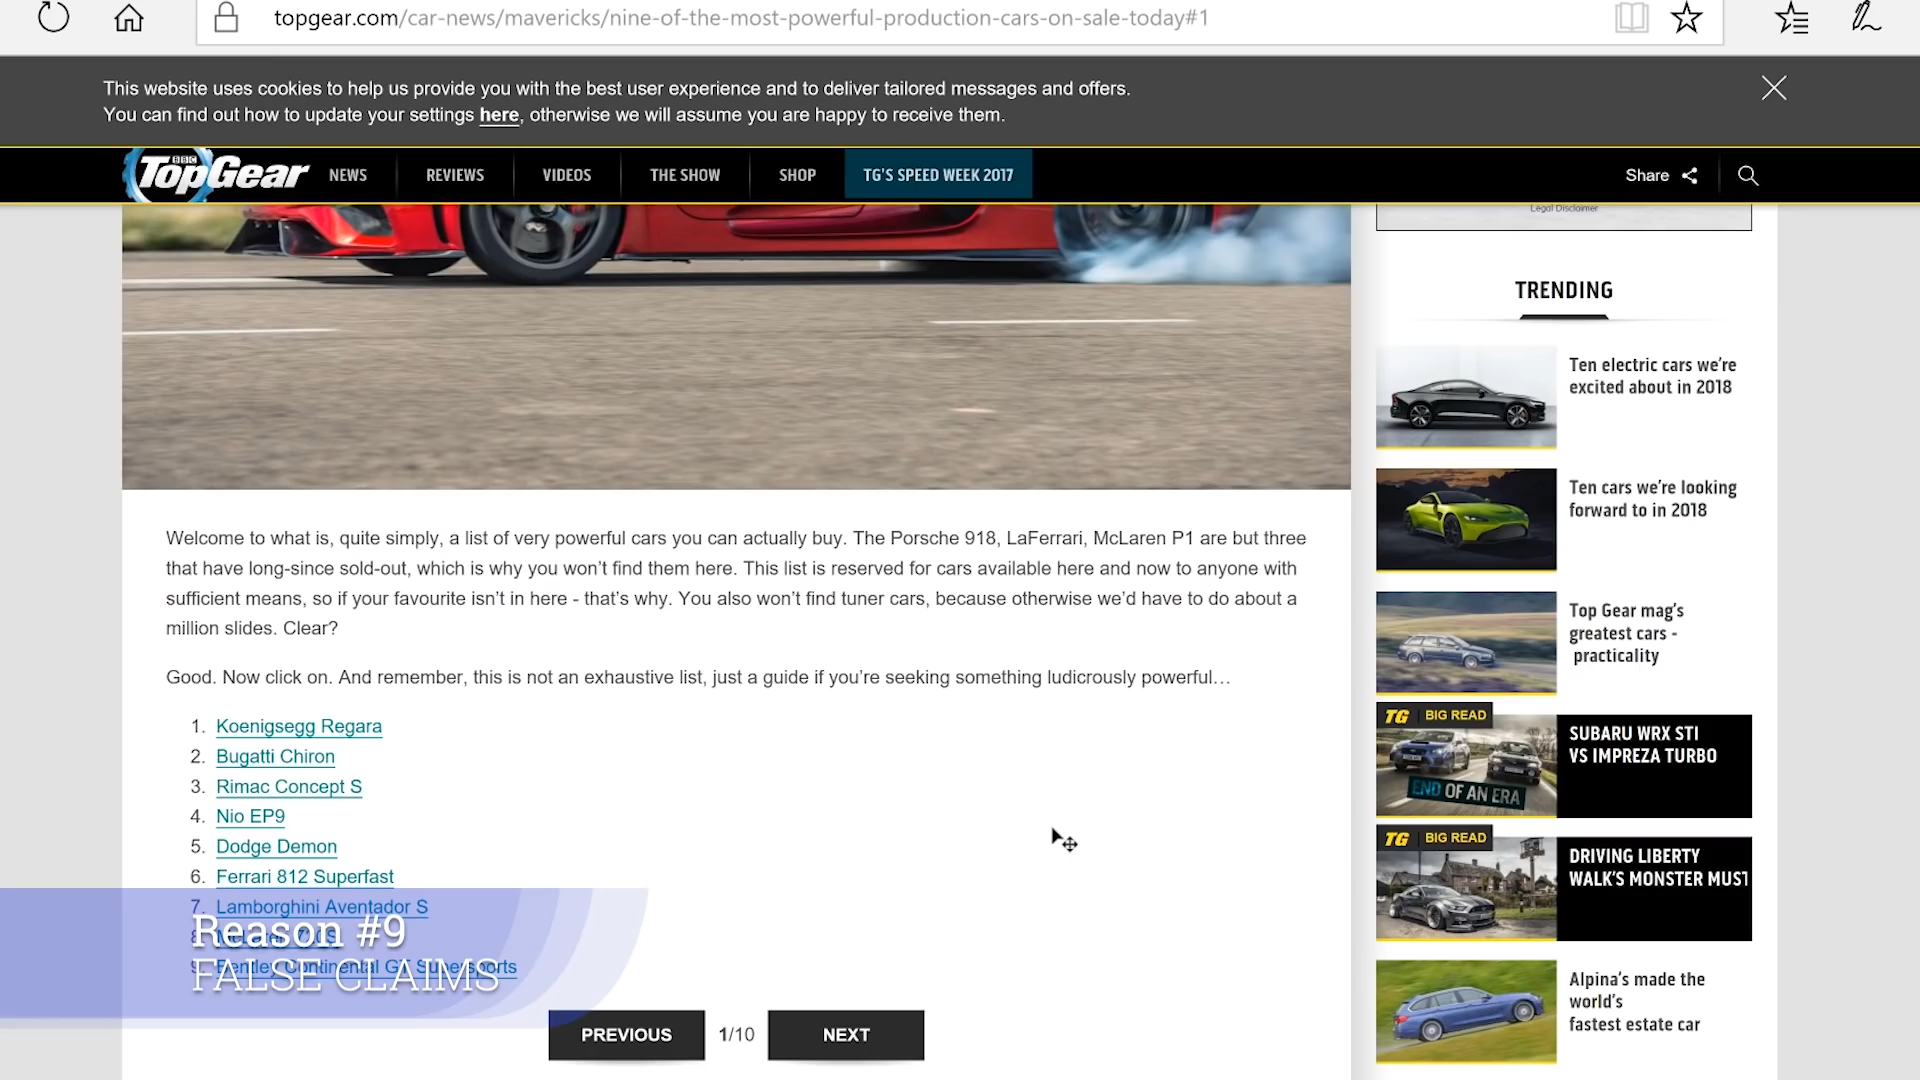 topgear.com/car-news/mavericks/nine-of-the-most-powerful-production-cars-on-sale-today#1
This website uses cookies to help us provide you with the best user experience and to deliver tailored messages and offers.
You can find out how to update your settings here, otherwise we will assume you are happy to receive them.
BBC
TopGear NEWS REVIEWS VIDEOS THE SHOW SHOP TG'S SPEED WEEK 2017 Share
Legal Disclaimer
Welcome to what is, quite simply, a list of very powerful cars you can actually buy. The Porsche 918, LaFerrari, McLaren P1 are but three
that have long-since sold-out, which is why you won't find them here. This list is reserved for cars available here and now to anyone with
sufficient means, so if your favourite isn't in here - that's why. You also won't find tuner cars, because otherwise we'd have to do about a
million slides. Clear?
Good. Now click on. And remember, this is not an exhaustive list, just a guide if you're seeking something ludicrously powerful…
1. Koenigsegg Regara
2. Bugatti Chiron
3. Rimac Concept S
4. Nio EP9
5. Dodge Demon
6. Ferrari 812 Superfast
7. Lamborghini Aventador S
9. Bentley Continental GT Supersports
Reason #9
FALSE CLAIMS
PREVIOUS 1/10 NEXT
TRENDING
Ten electric cars we're
excited about in 2018
Ten cars we're looking
forward to in 2018
Top Gear mag's
greatest cars -
practicality
TG BIG READ
END OF AN ERA
SUBARU WRX STI
VS IMPREZA TURBO
TG BIG READ
DRIVING LIBERTY
WALK'S MONSTER MUST
Alpina's made the
world's
fastest estate car